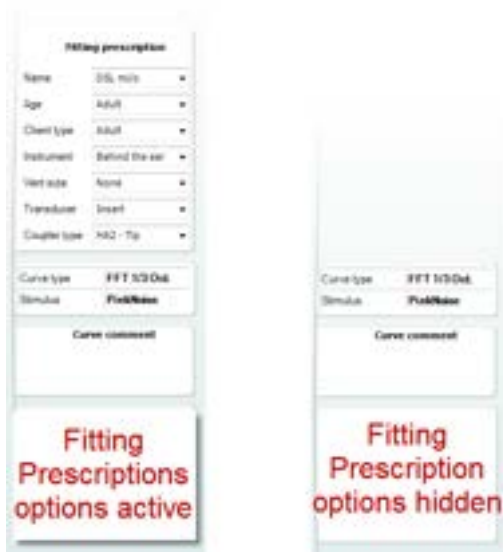 Fitting prescription
Name DSL m/o
Age Adult
Client type Adult
Instrument Behind the ear
Vent size None
Transducer Insert
Coupler type HA2 - Tip
Curve type FFT 1/3 Oct.
Stimulus PinkNoise
Curve comment
Fitting
Prescriptions
options active
Curve type FFT 1/3 Oct.
Stimulus PinkNoise
Curve comment
Fitting
Prescription
options hidden